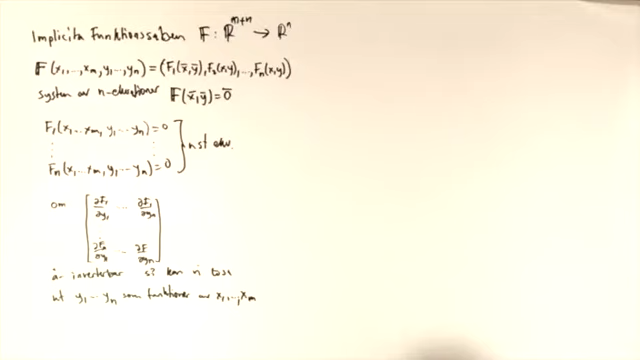 Implicita Funktionssatsen 𝔽 : ℝ^{m+n} → ℝ^n
𝔽(x₁,...,xₘ, y₁,...,yₙ) = (F₁(x̄,ȳ), F₂(x,y),..., Fₙ(x,y))
system av n-ekvationer 𝔽(x̄,ȳ) = 0̄
F₁(x₁...xₘ, y₁...yₙ) = 0
⋮ ⋮ } n st ekv.
Fₙ(x₁...xₘ, y₁...yₙ) = 0
om [ ∂F₁/∂y₁ ... ∂F₁/∂yₙ
∂Fₙ/∂y₁ ... ∂F/∂yₙ ]
är inverterbar så kan vi lösa
ut y₁...yₙ som funktioner av x₁,...,xₘ